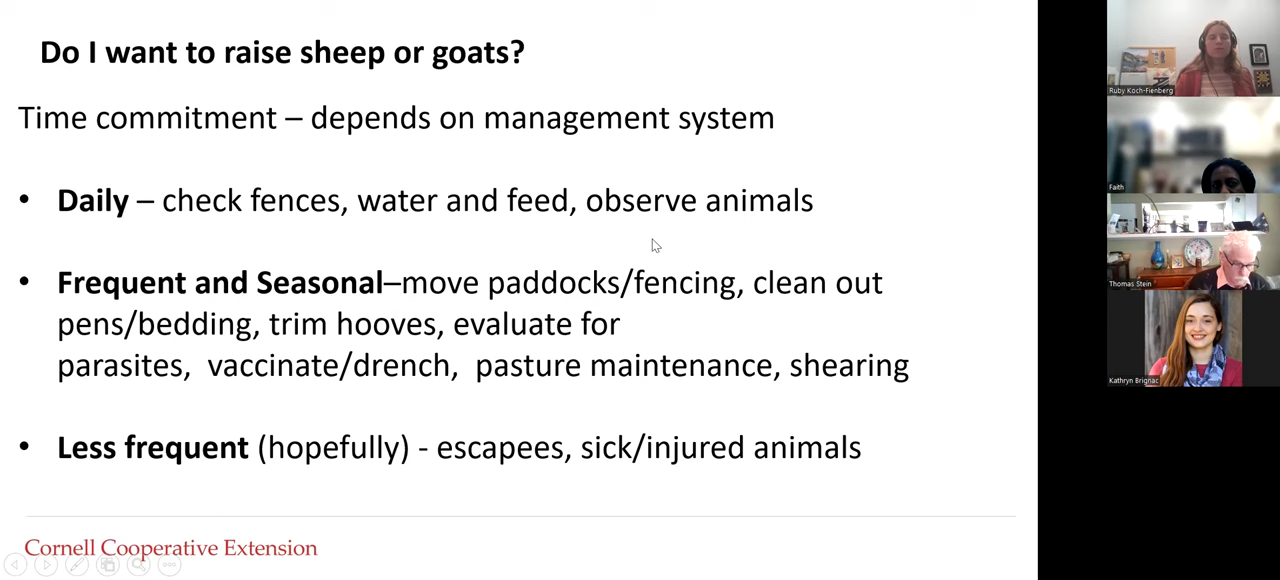 Do I want to raise sheep or goats?
Time commitment – depends on management system
• Daily – check fences, water and feed, observe animals
• Frequent and Seasonal–move paddocks/fencing, clean out
pens/bedding, trim hooves, evaluate for
parasites,  vaccinate/drench,  pasture maintenance, shearing
• Less frequent (hopefully) - escapees, sick/injured animals
Cornell Cooperative Extension
Ruby Koch-Fienberg
Faith
Thomas Stein
Kathryn Brignac